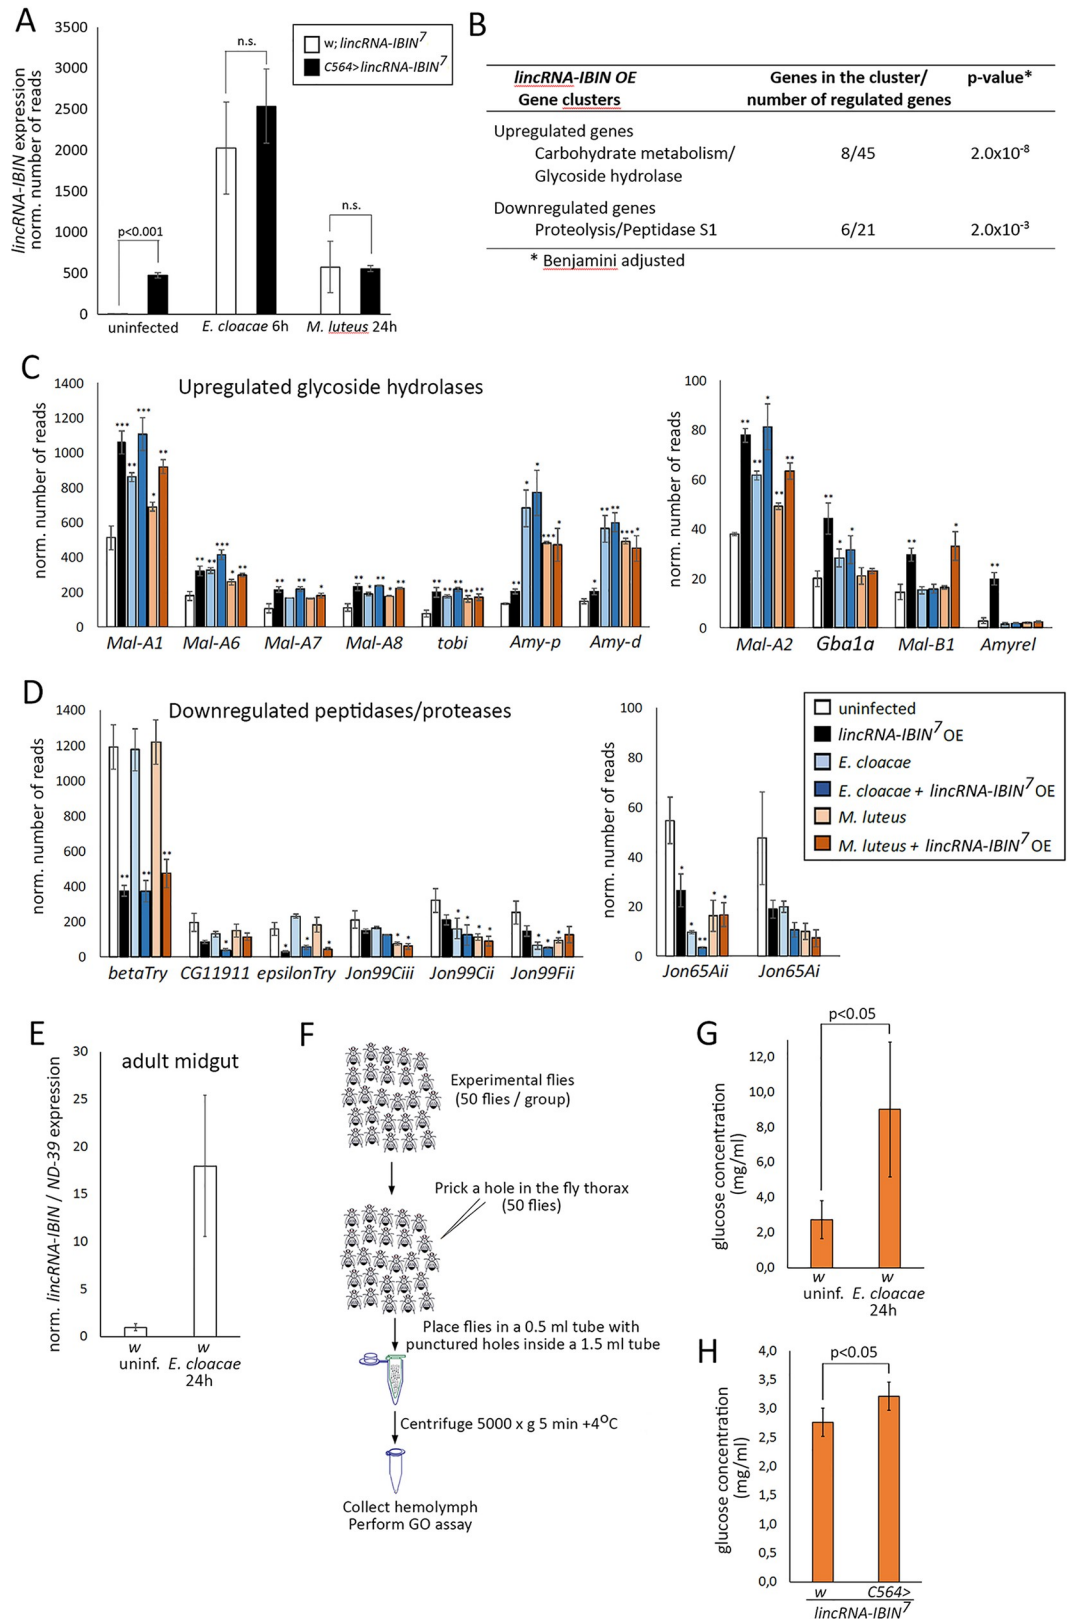 A
lincRNA-IBIN expression
norm. number of reads
3500
3000
2500
2000
1500
1000
500
0
w; lincRNA-IBIN7
C564>lincRNA-IBIN7
p<0.001
n.s.
n.s.
uninfected
E. cloacae 6h
M. luteus 24h
B
lincRNA-IBIN OE Genes in the cluster/ p-value*
Gene clusters number of regulated genes
Upregulated genes
Carbohydrate metabolism/ 8/45 2.0x10-8
Glycoside hydrolase
Downregulated genes
Proteolysis/Peptidase S1 6/21 2.0x10-3
* Benjamini adjusted
C
Upregulated glycoside hydrolases
norm. number of reads
1400
1200
1000
800
600
400
200
0
*** ** *** * **
** ** *** * **
** ** *
** * ** * **
** * ** ** **
** * * *** *
* ** ** *** *
Mal-A1 Mal-A6 Mal-A7 Mal-A8 tobi Amy-p Amy-d
norm. number of reads
100
80
60
40
20
0
** ** * ** **
** * *
** *
**
Mal-A2 Gba1a Mal-B1 Amyrel
D
Downregulated peptidases/proteases
norm. number of reads
1400
1200
1000
800
600
400
200
0
** ** **
*
* *
* *
* * * *
* * *
betaTry CG11911 epsilonTry Jon99Ciii Jon99Cii Jon99Fii
norm. number of reads
100
80
60
40
20
0
* * ** * *
Jon65Aii Jon65Ai
uninfected
lincRNA-IBIN7 OE
E. cloacae
E. cloacae + lincRNA-IBIN7 OE
M. luteus
M. luteus + lincRNA-IBIN7 OE
E
adult midgut
norm. lincRNA-IBIN / ND-39 expression
30
25
20
15
10
5
0
w w
uninf. E. cloacae
24h
F
Experimental flies
(50 flies / group)
Prick a hole in the fly thorax
(50 flies)
Place flies in a 0.5 ml tube with
punctured holes inside a 1.5 ml tube
Centrifuge 5000 x g 5 min +4oC
Collect hemolymph
Perform GO assay
G
p<0.05
glucose concentration
(mg/ml)
12,0
10,0
8,0
6,0
4,0
2,0
0,0
w w
uninf. E. cloacae
24h
H
p<0.05
glucose concentration
(mg/ml)
4,0
3,5
3,0
2,5
2,0
1,5
1,0
0,5
0,0
w C564>
lincRNA-IBIN7